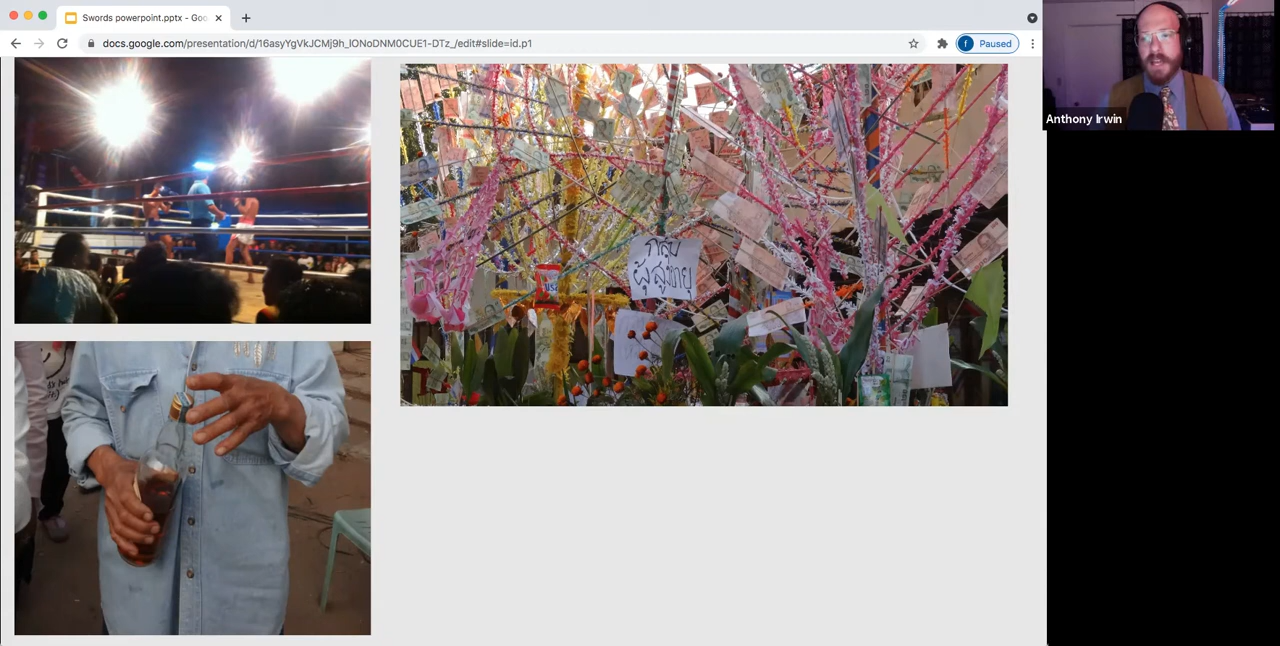 Swords powerpoint.pptx - Goo
docs.google.com/presentation/d/16asyYgVkJCMj9h_IONoDNM0CUE1-DTz_/edit#slide=id.p1
f Paused
Anthony Irwin
กลุ่ม
ผู้สูงอายุ